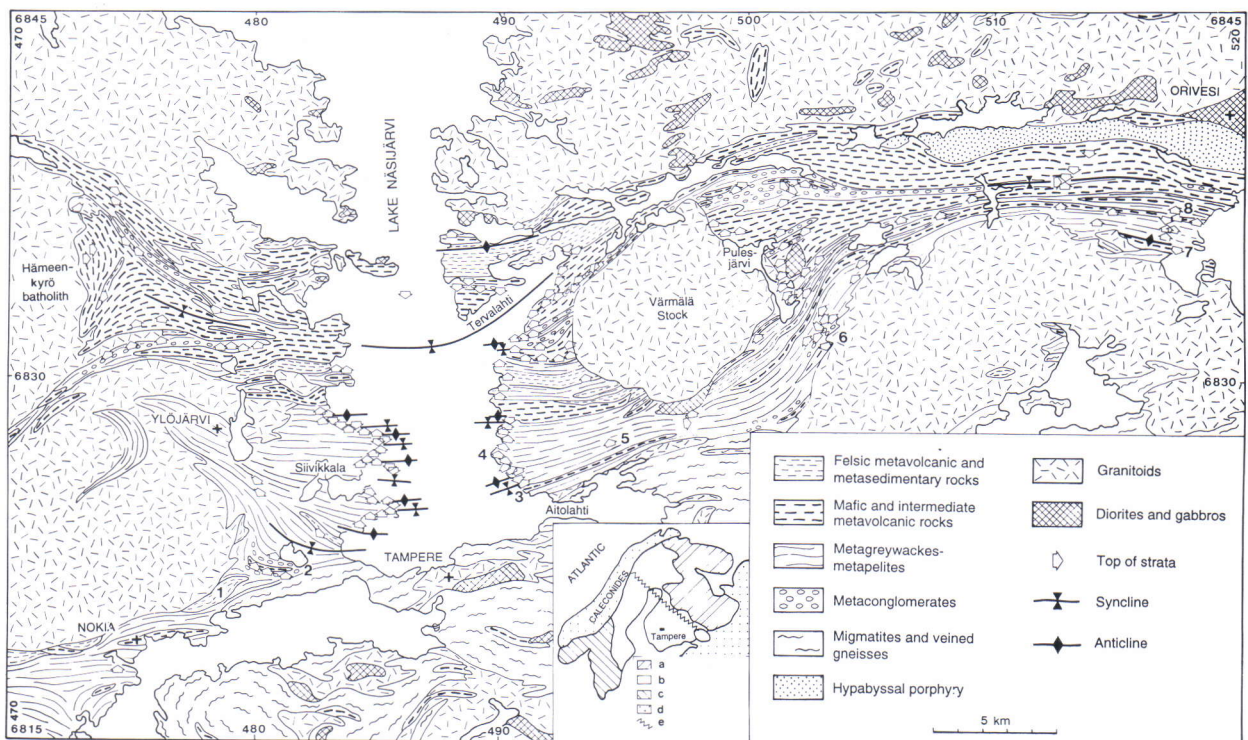 6845
470
480
490
500
510
6845
520
ORIVESI
LAKE NÄSIJÄRVI
8
7
Hämeen-
kyrö
batholith
Pules-
järvi
Tervalahti
Värmälä
Stock
6
6830
6830
YLÖJÄRVI
5
4
Siivikkala
3
Aitolahti
TAMPERE
2
1
NOKIA
470
6815
480
490
ATLANTIC
CALECONIDES
Tampere
a
b
c
d
e
Felsic metavolcanic and
metasedimentary rocks
Mafic and intermediate
metavolcanic rocks
Metagreywackes-
metapelites
Metaconglomerates
Migmatites and veined
gneisses
Hypabyssal porphyry
Granitoids
Diorites and gabbros
Top of strata
Syncline
Anticline
5 km